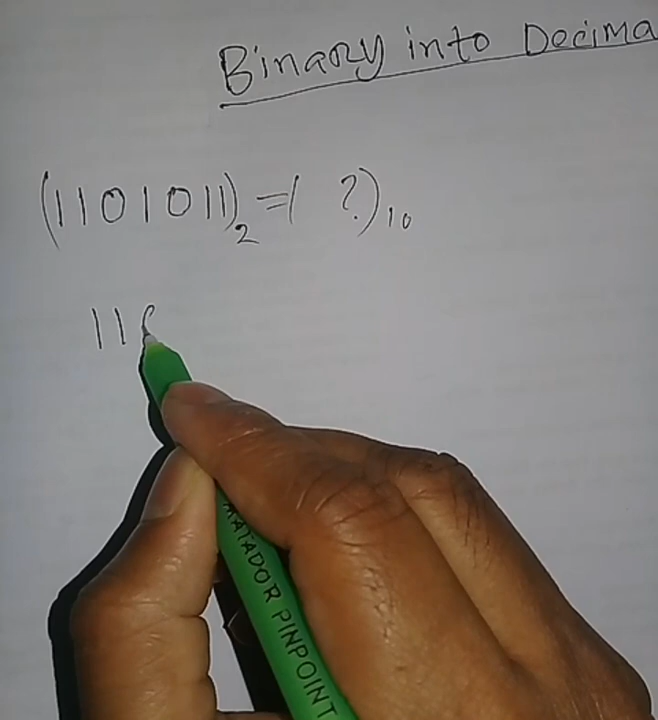 Binary into Decima
(1101011)2 =( ?)10
11
MATADOR PINPOINT